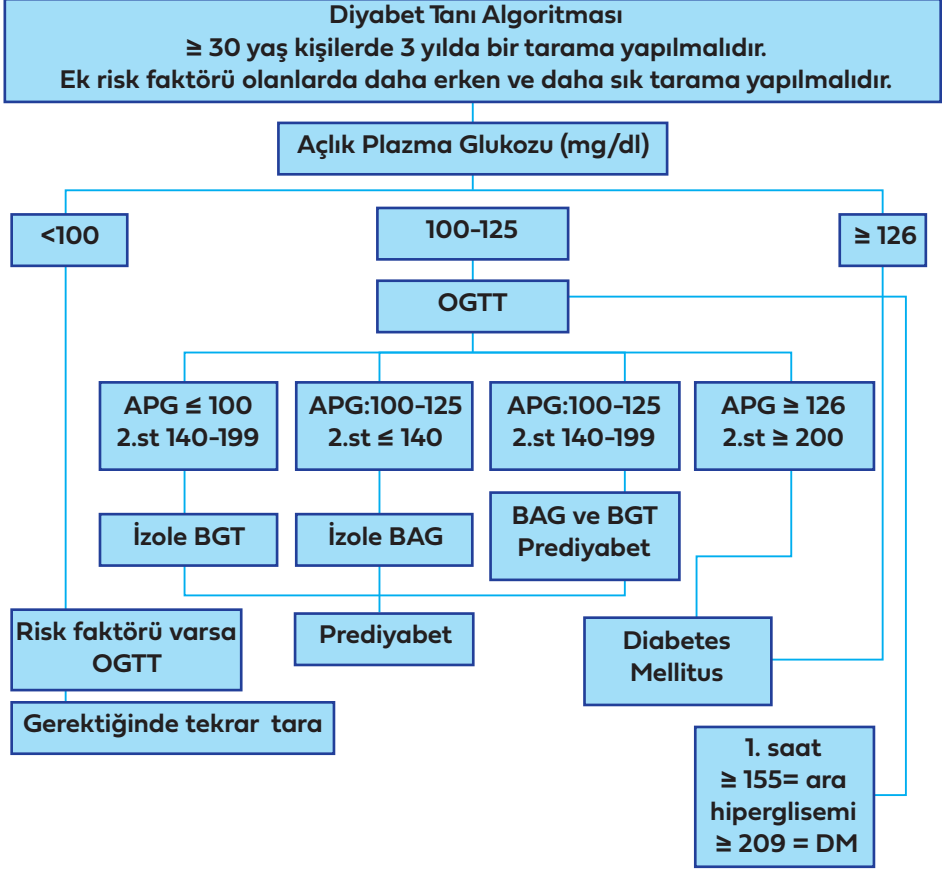 Diyabet Tanı Algoritması
≥ 30 yaş kişilerde 3 yılda bir tarama yapılmalıdır.
Ek risk faktörü olanlarda daha erken ve daha sık tarama yapılmalıdır.
Açlık Plazma Glukozu (mg/dl)
<100
100-125
≥ 126
OGTT
APG ≤ 100
2.st 140-199
APG:100-125
2.st ≤ 140
APG:100-125
2.st 140-199
APG ≥ 126
2.st ≥ 200
İzole BGT
İzole BAG
BAG ve BGT
Prediyabet
Risk faktörü varsa
OGTT
Prediyabet
Diabetes
Mellitus
Gerektiğinde tekrar tara
1. saat
≥ 155= ara
hiperglisemi
≥ 209 = DM